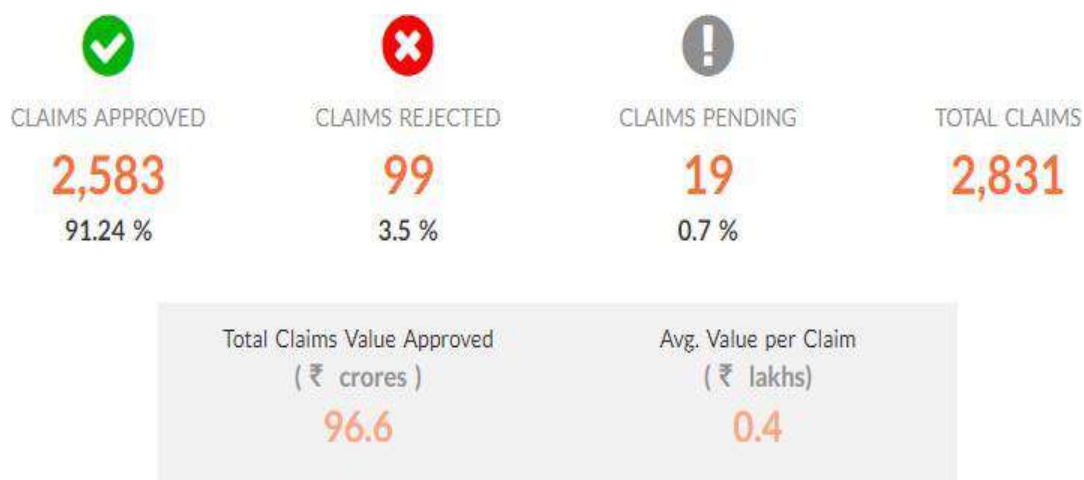 CLAIMS APPROVED
2,583
91.24 %
CLAIMS REJECTED
99
3.5 %
CLAIMS PENDING
19
0.7 %
TOTAL CLAIMS
2,831
Total Claims Value Approved
( ₹ crores )
96.6
Avg. Value per Claim
( ₹ lakhs)
0.4